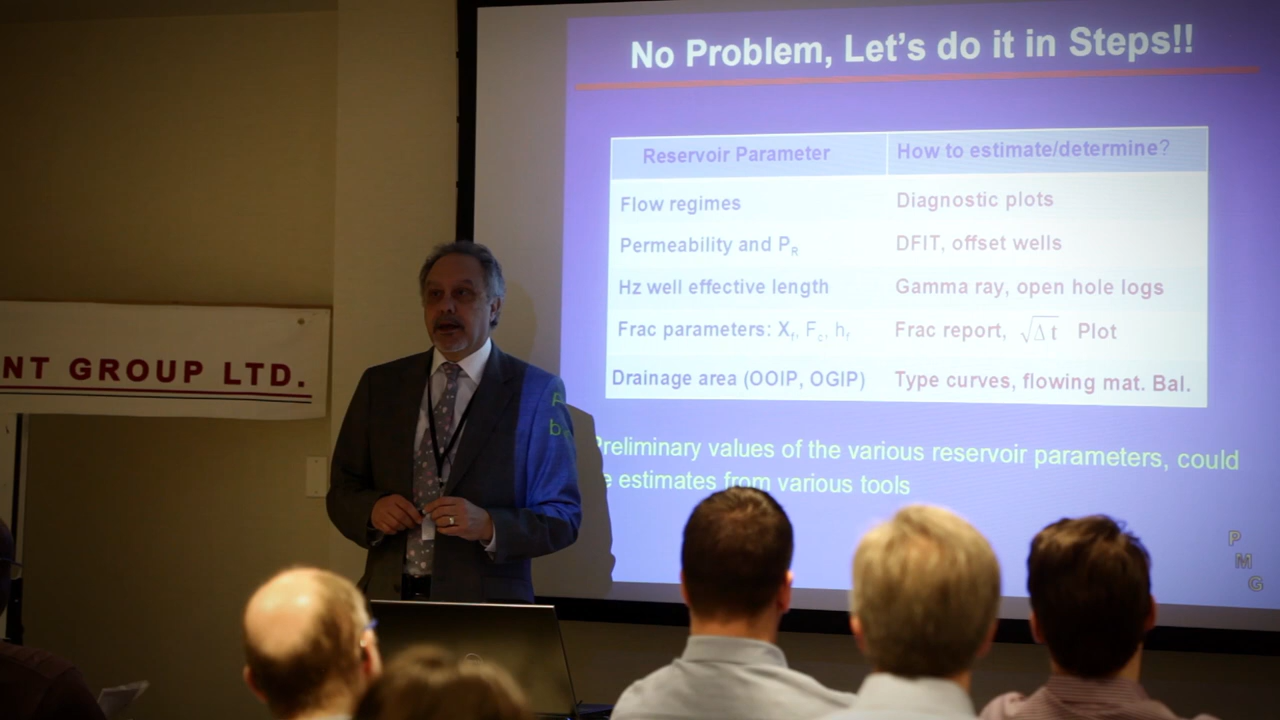 No Problem, Let's do it in Steps!!
Reservoir Parameter How to estimate/determine?
Flow regimes Diagnostic plots
Permeability and PR DFIT, offset wells
Hz well effective length Gamma ray, open hole logs
Frac parameters: Xf, Fc, hf Frac report, √Δt Plot
Drainage area (OOIP, OGIP) Type curves, flowing mat. Bal.
Preliminary values of the various reservoir parameters, could
estimates from various tools
P
M
G
NT GROUP LTD.